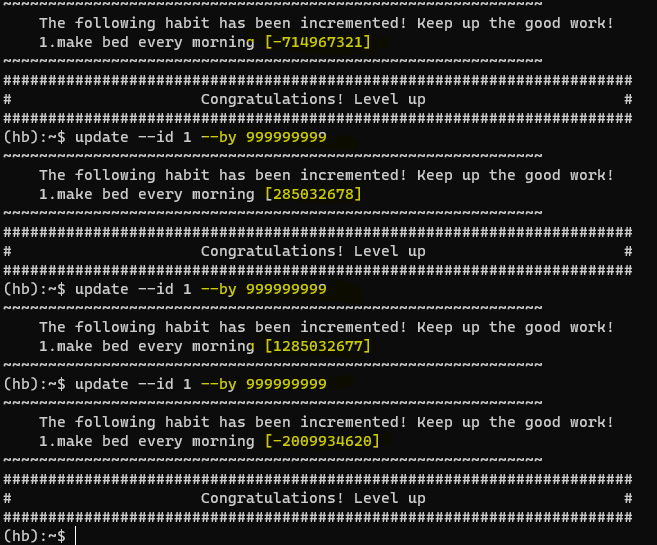 ~~~~~~~~~~~~~~~~~~~~~~~~~~~~~~~~~~~~~~~~~~~~~~~~~~~~~~~~~~~~
The following habit has been incremented! Keep up the good work!
1.make bed every morning [-714967321]
~~~~~~~~~~~~~~~~~~~~~~~~~~~~~~~~~~~~~~~~~~~~~~~~~~~~~~~~~~~~
######################################################################
# Congratulations! Level up #
######################################################################
(hb):~$ update --id 1 --by 999999999
~~~~~~~~~~~~~~~~~~~~~~~~~~~~~~~~~~~~~~~~~~~~~~~~~~~~~~~~~~~~
The following habit has been incremented! Keep up the good work!
1.make bed every morning [285032678]
~~~~~~~~~~~~~~~~~~~~~~~~~~~~~~~~~~~~~~~~~~~~~~~~~~~~~~~~~~~~
######################################################################
# Congratulations! Level up #
######################################################################
(hb):~$ update --id 1 --by 999999999
~~~~~~~~~~~~~~~~~~~~~~~~~~~~~~~~~~~~~~~~~~~~~~~~~~~~~~~~~~~~
The following habit has been incremented! Keep up the good work!
1.make bed every morning [1285032677]
~~~~~~~~~~~~~~~~~~~~~~~~~~~~~~~~~~~~~~~~~~~~~~~~~~~~~~~~~~~~
(hb):~$ update --id 1 --by 999999999
~~~~~~~~~~~~~~~~~~~~~~~~~~~~~~~~~~~~~~~~~~~~~~~~~~~~~~~~~~~~
The following habit has been incremented! Keep up the good work!
1.make bed every morning [-2009934620]
~~~~~~~~~~~~~~~~~~~~~~~~~~~~~~~~~~~~~~~~~~~~~~~~~~~~~~~~~~~~
######################################################################
# Congratulations! Level up #
######################################################################
(hb):~$